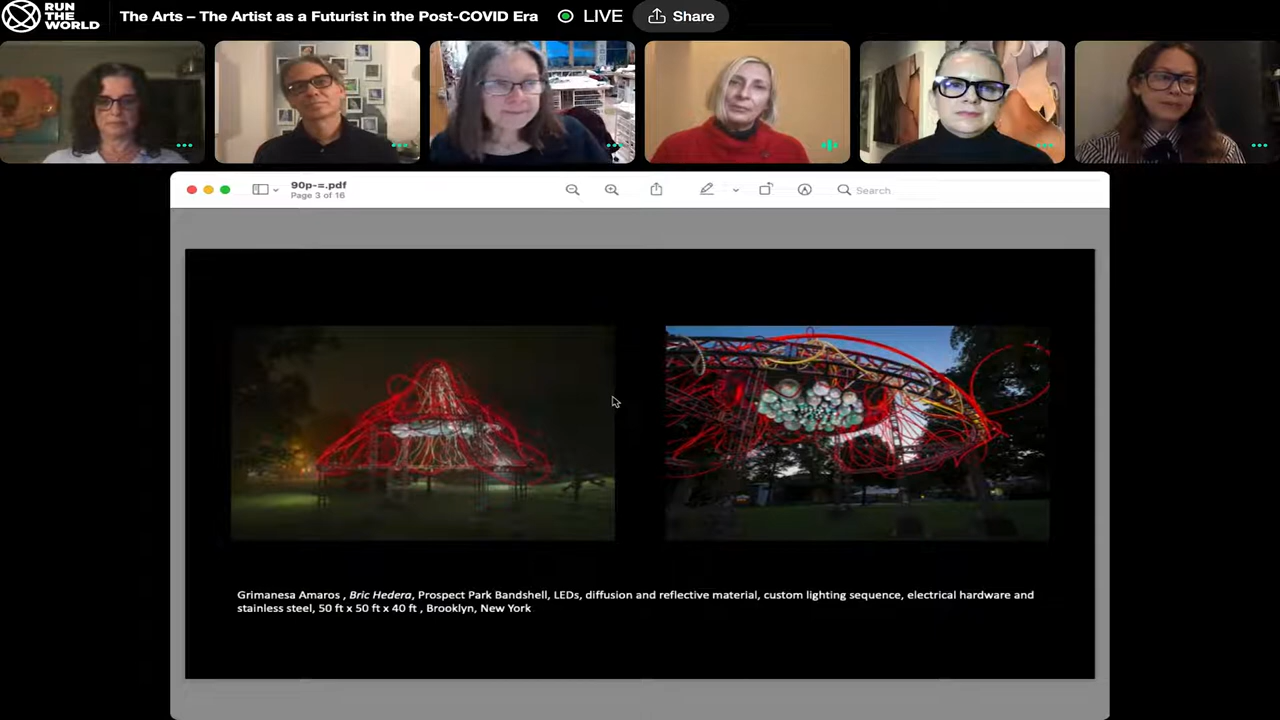 RUN
THE
WORLD
The Arts – The Artist as a Futurist in the Post-COVID Era
LIVE
Share
90p-=.pdf
Page 3 of 16
Search
Grimanesa Amaros , Bric Hedera, Prospect Park Bandshell, LEDs, diffusion and reflective material, custom lighting sequence, electrical hardware and
stainless steel, 50 ft x 50 ft x 40 ft , Brooklyn, New York